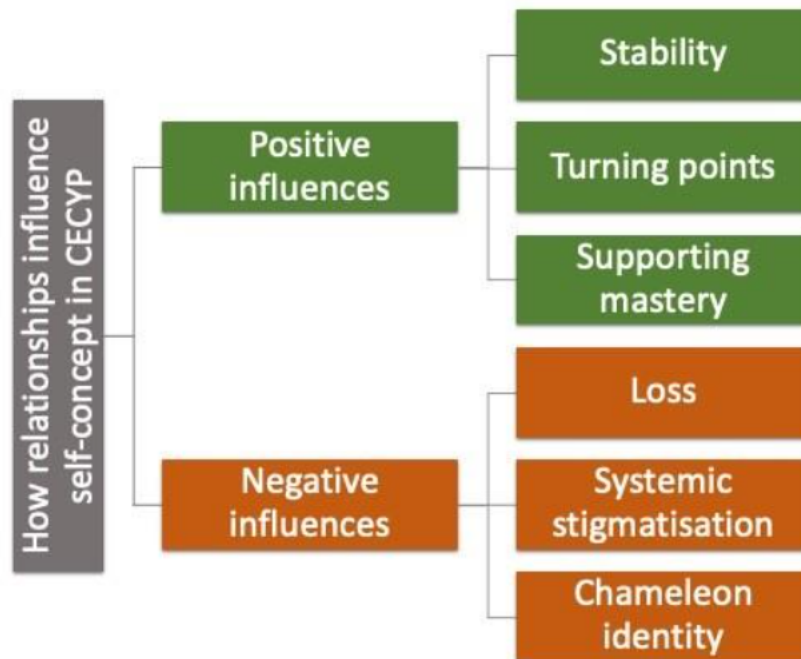 How relationships influence
self-concept in CECYP
Positive
influences
Stability
Turning points
Supporting
mastery
Negative
influences
Loss
Systemic
stigmatisation
Chameleon
identity